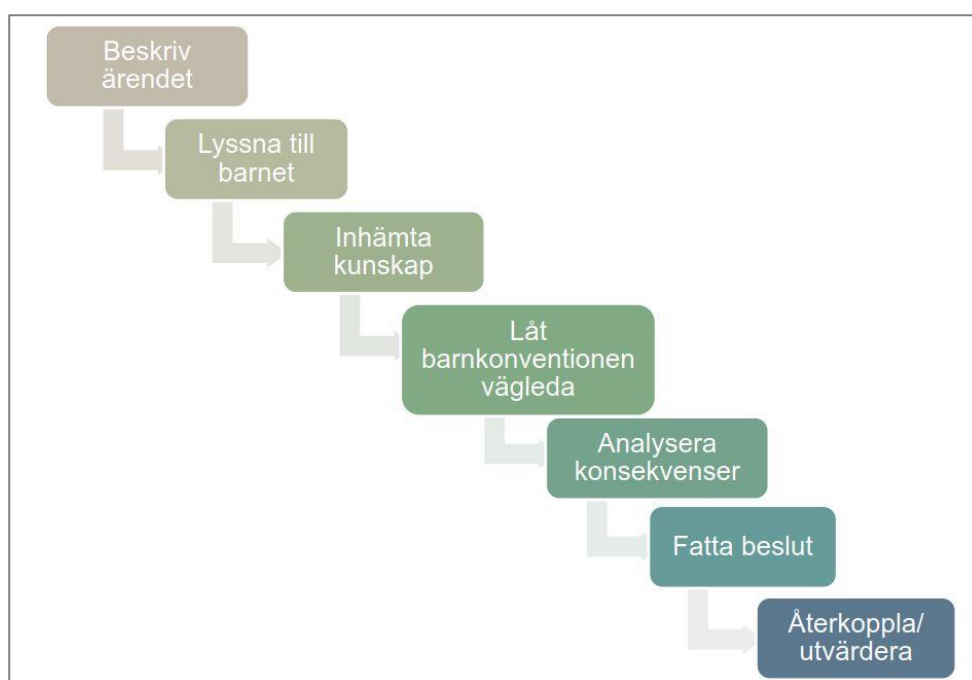 Beskriv
ärendet
Lyssna till
barnet
Inhämta
kunskap
Låt
barnkonventionen
vägleda
Analysera
konsekvenser
Fatta beslut
Återkoppla/
utvärdera